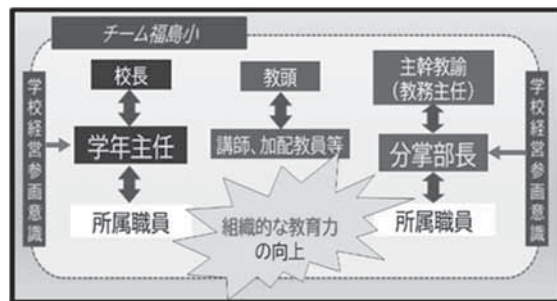 チーム福島小
校長
教頭
主幹教諭
(教務主任)
学年主任
講師、加配教員等
分掌部長
所属職員
組織的な教育力
の向上
所属職員
学校経営参画意識
学校経営参画意識